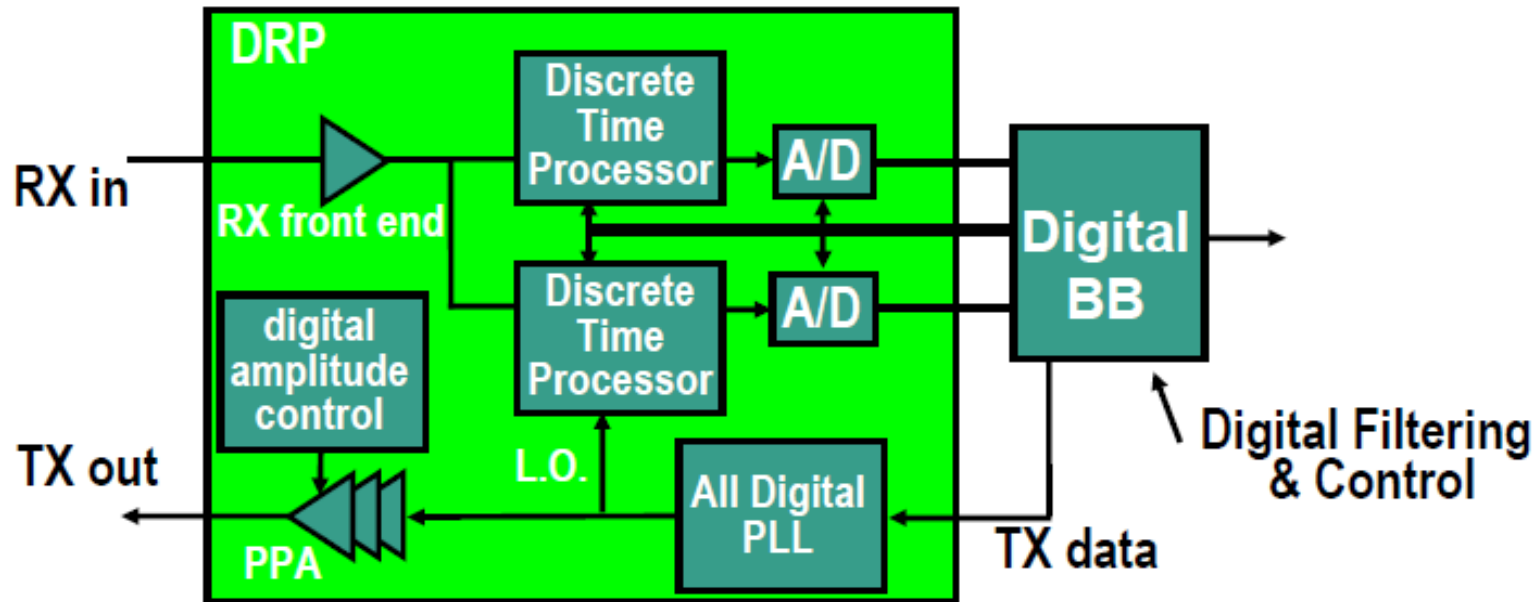 DRP
Discrete
Time
Processor
A/D
RX in
RX front end
Digital
BB
Discrete
Time
Processor
A/D
digital
amplitude
control
Digital Filtering
& Control
TX out
L.O.
All Digital
PLL
PPA
TX data